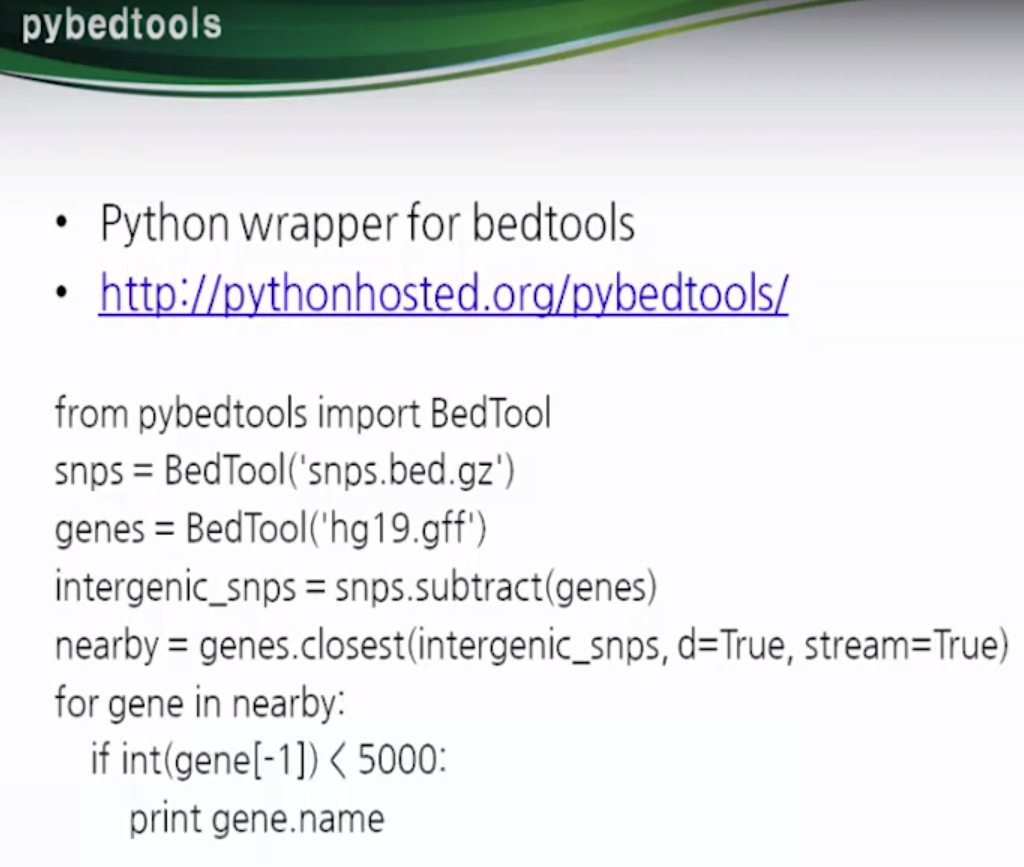 pybedtools
• Python wrapper for bedtools
• http://pythonhosted.org/pybedtools/
from pybedtools import BedTool
snps = BedTool('snps.bed.gz')
genes = BedTool('hg19.gff')
intergenic_snps = snps.subtract(genes)
nearby = genes.closest(intergenic_snps, d=True, stream=True)
for gene in nearby:
if int(gene[-1]) < 5000:
print gene.name